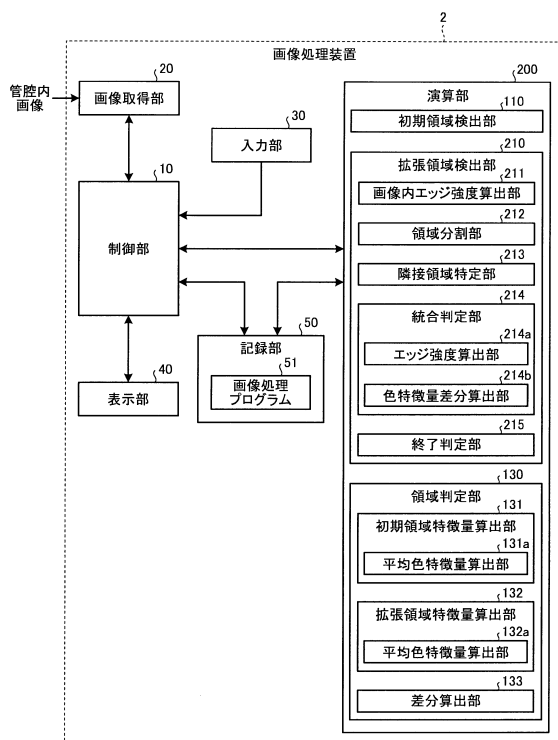 2
画像処理装置
管腔内
画像
20
画像取得部
30
入力部
10
制御部
50
記録部
51
画像処理
プログラム
40
表示部
200
演算部
110
初期領域検出部
210
拡張領域検出部
211
画像内エッジ強度算出部
212
領域分割部
213
隣接領域特定部
214
統合判定部
214a
エッジ強度算出部
214b
色特徴量差分算出部
215
終了判定部
130
領域判定部
131
初期領域特徴量算出部
131a
平均色特徴量算出部
132
拡張領域特徴量算出部
132a
平均色特徴量算出部
133
差分算出部